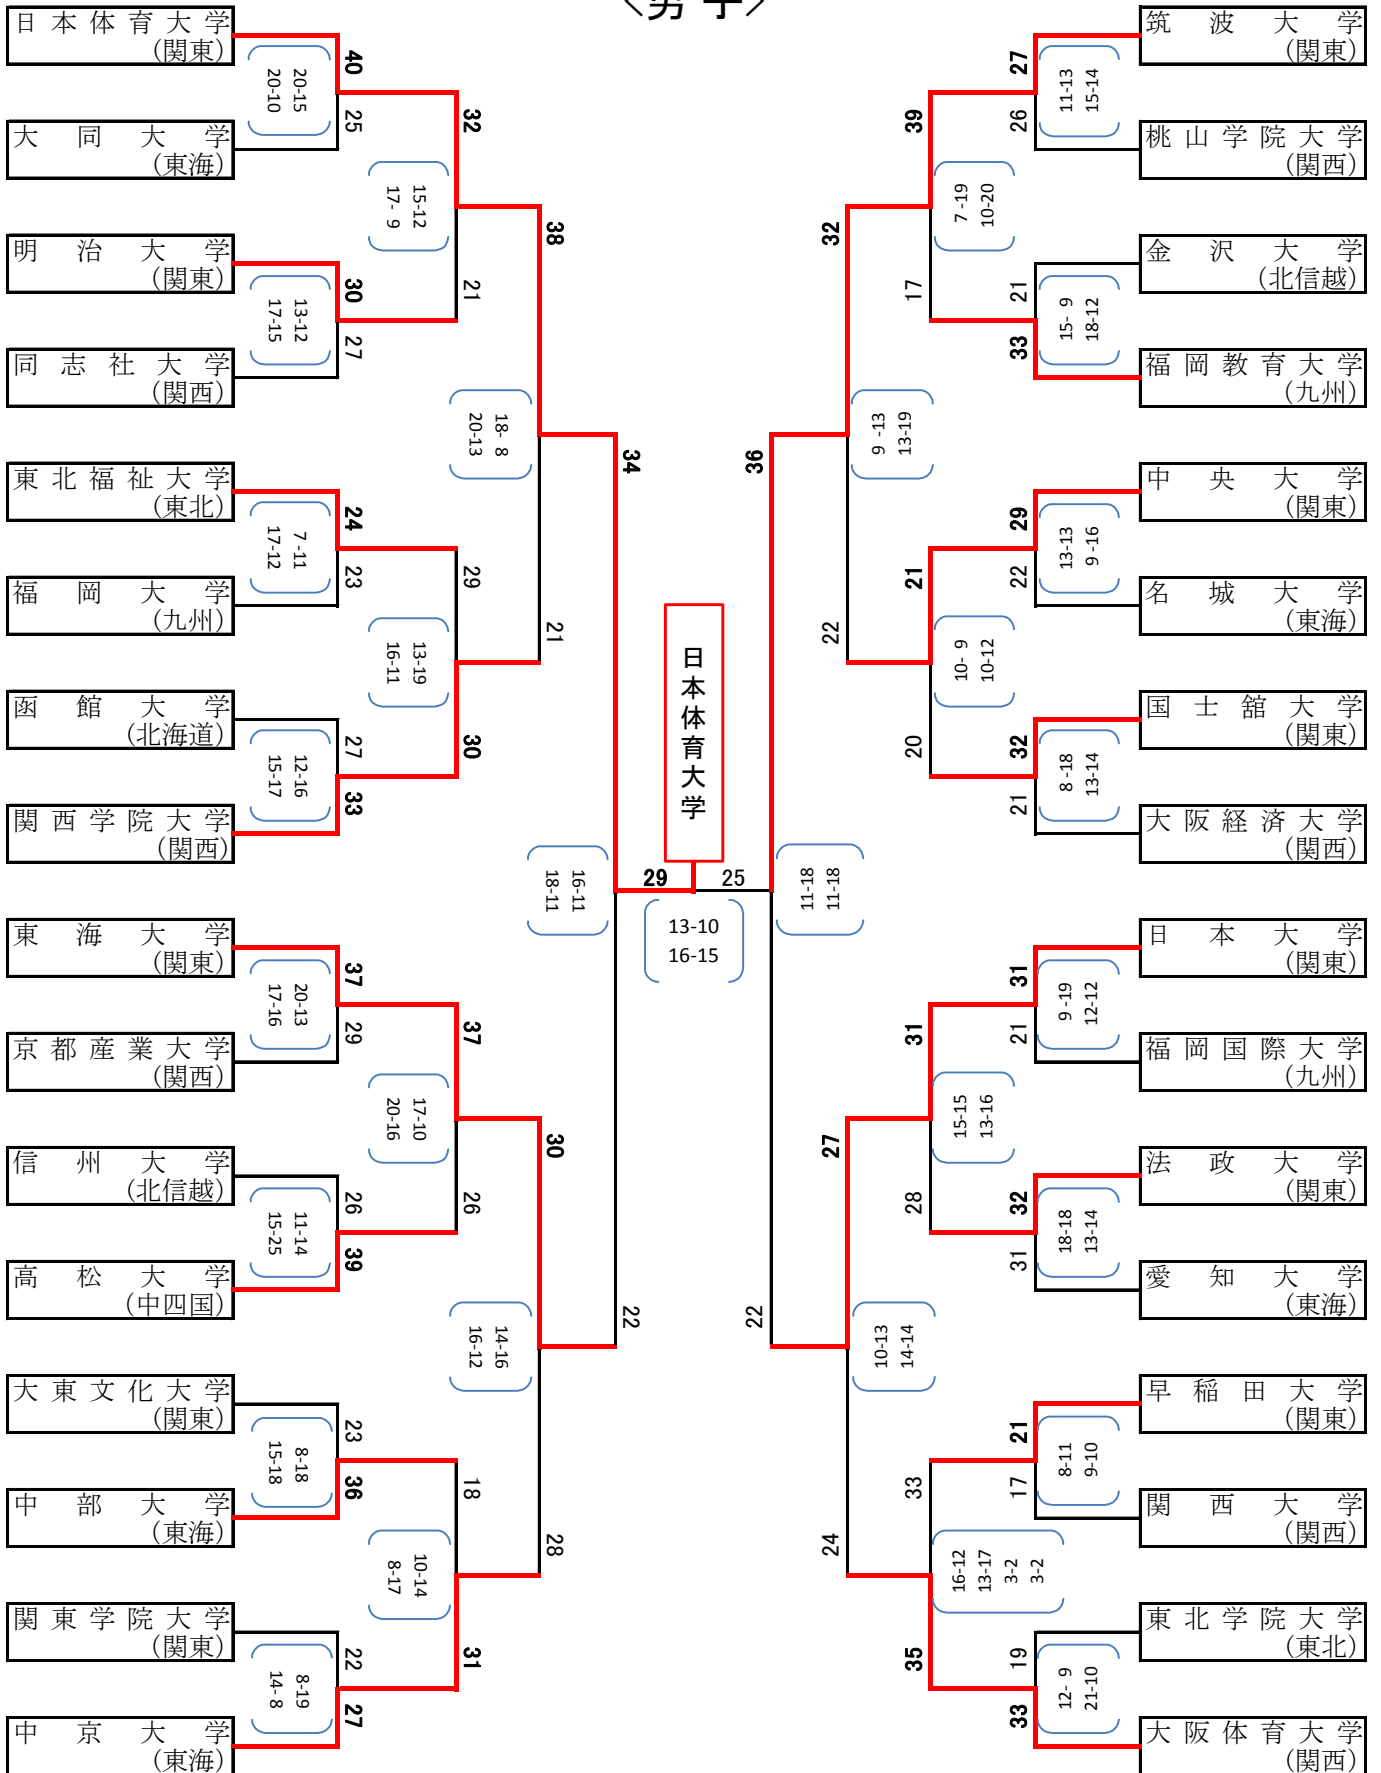 <男子>
日本体育大学
(関東)
大同大学
(東海)
明治大学
(関東)
同志社大学
(関西)
東北福祉大学
(東北)
福岡大学
(九州)
函館大学
(北海道)
関西学院大学
(関西)
東海大学
(関東)
京都産業大学
(関西)
信州大学
(北信越)
高松大学
(中四国)
大東文化大学
(関東)
中部大学
(東海)
関東学院大学
(関東)
中京大学
(東海)
40
20-15
20-10
25
30
13-12
17-15
27
24
7 -11
17-12
23
27
12-16
15-17
33
37
20-13
17-16
29
26
11-14
15-25
39
23
8-18
15-18
36
22
8-19
14- 8
27
32
15-12
17- 9
21
29
13-19
16-11
30
37
17-10
20-16
26
18
10-14
8-17
31
38
18- 8
20-13
21
30
14-16
16-12
28
34
16-11
18-11
22
日本体育大学
29
25
13-10
16-15
36
11-18
11-18
22
32
9 -13
13-19
22
27
10-13
14-14
24
39
7 -19
10-20
17
21
10- 9
10-12
20
31
15-15
13-16
28
33
16-12
13-17
3-2
3-2
35
27
11-13
15-14
26
21
15- 9
18-12
33
29
13-13
9 -16
22
32
8 -18
13-14
21
31
9 -19
12-12
21
32
18-18
13-14
31
21
8-11
9-10
17
19
12- 9
21-10
33
筑波大学
(関東)
桃山学院大学
(関西)
金沢大学
(北信越)
福岡教育大学
(九州)
中央大学
(関東)
名城大学
(東海)
国士舘大学
(関東)
大阪経済大学
(関西)
日本大学
(関東)
福岡国際大学
(九州)
法政大学
(関東)
愛知大学
(東海)
早稲田大学
(関東)
関西大学
(関西)
東北学院大学
(東北)
大阪体育大学
(関西)